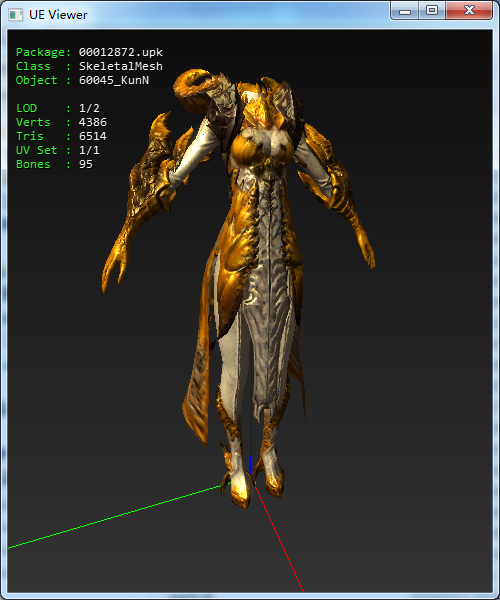 UE Viewer
Package: 00012872.upk
Class : SkeletalMesh
Object : 60045_KunN
LOD : 1/2
Verts : 4386
Tris : 6514
UV Set : 1/1
Bones : 95